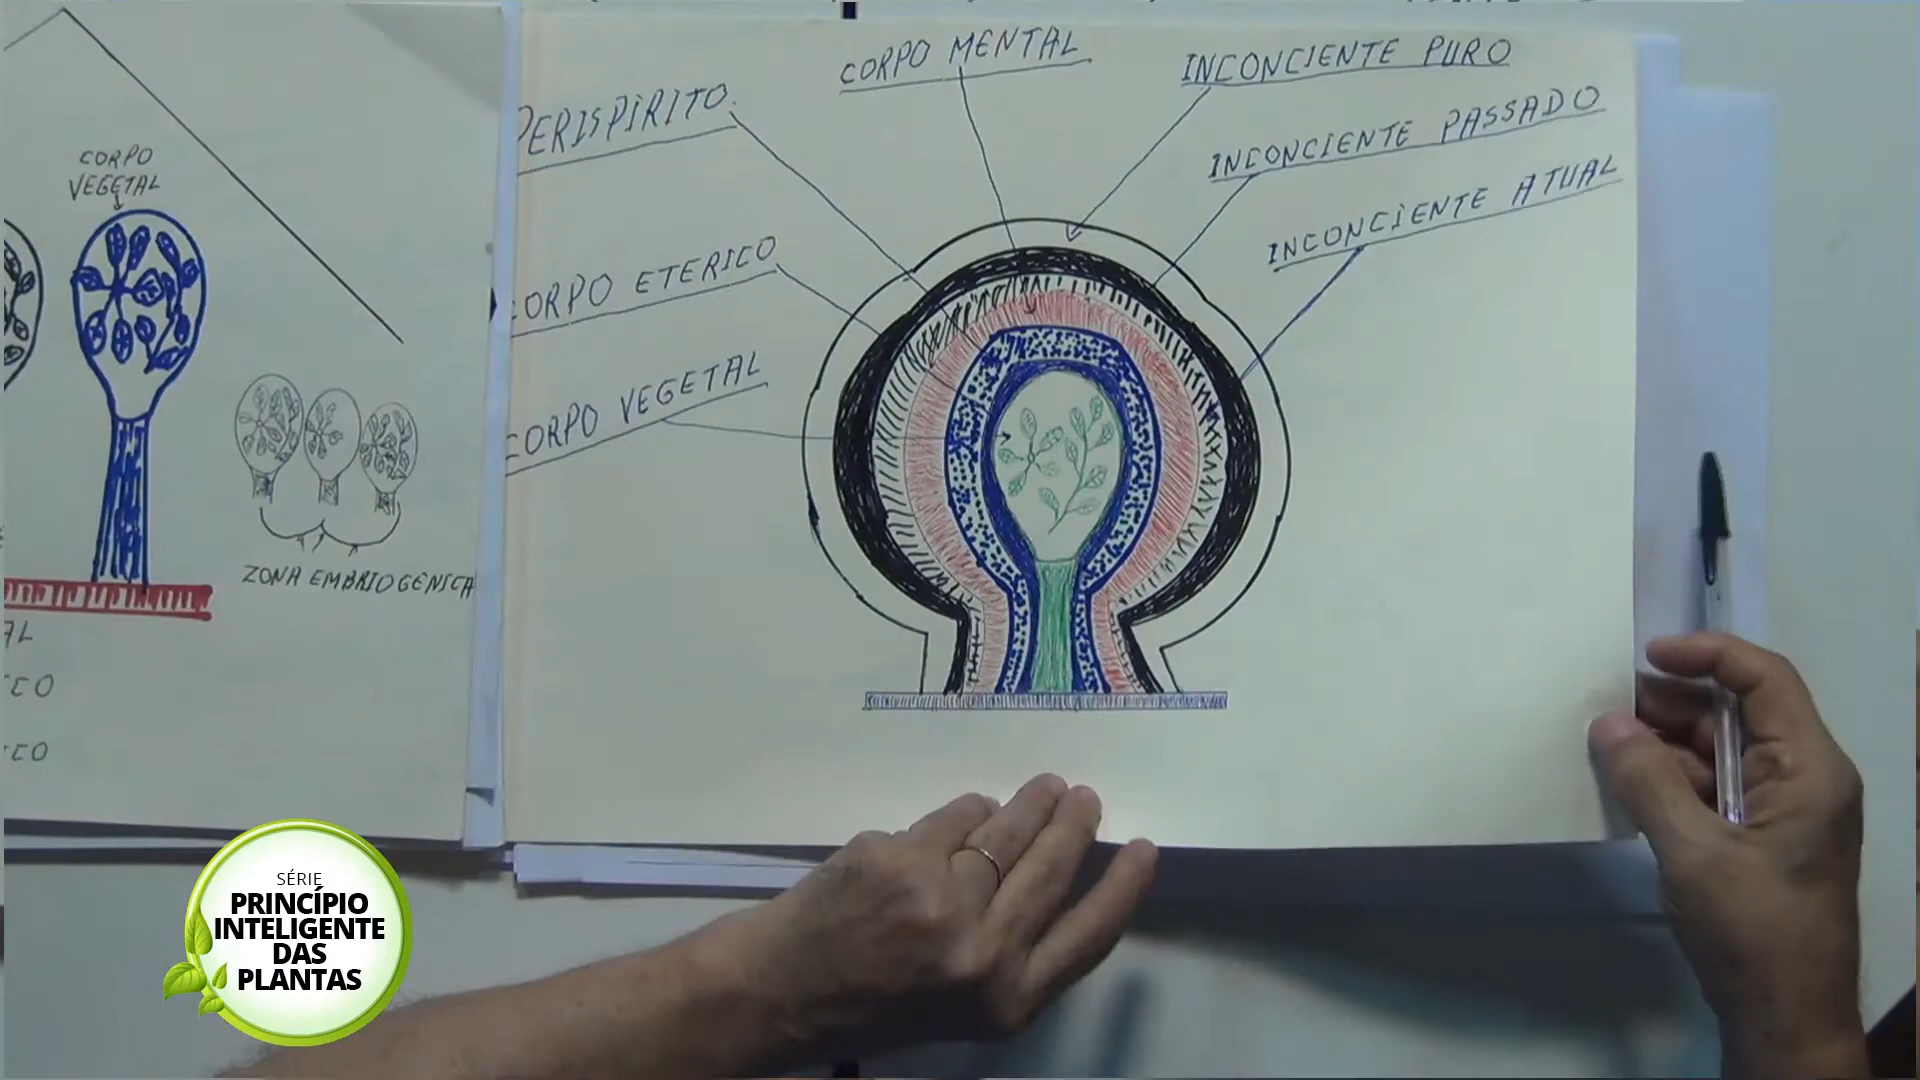 CORPO
VEGETAL
ZONA EMBRIOGENICA
CORPO MENTAL
INCONCIENTE PURO
PERISPÍRITO
INCONCIENTE PASSADO
INCONCIENTE ATUAL
CORPO ETERICO
CORPO VEGETAL
SÉRIE
PRINCÍPIO
INTELIGENTE
DAS
PLANTAS